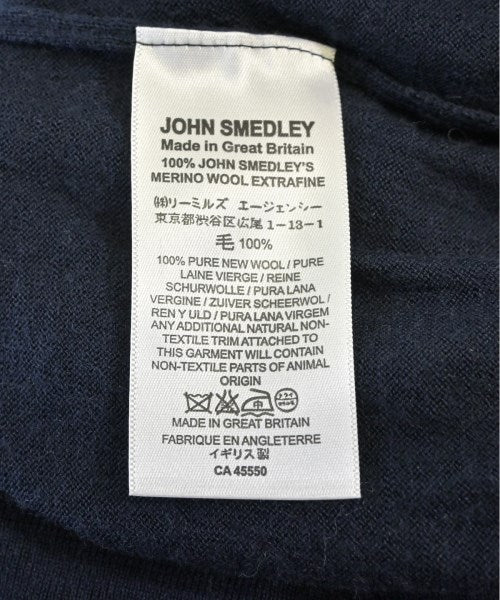 JOHN SMEDLEY
Made in Great Britain
100% JOHN SMEDLEY'S
MERINO WOOL EXTRAFINE
㈱リーミルズ エージェンシー
東京都渋谷区広尾 1-13-1
毛 100%
100% PURE NEW WOOL / PURE
LAINE VIERGE / REINE
SCHURWOLLE / PURA LANA
VERGINE / ZUIVER SCHEERWOL /
REN Y ULD / PURA LANA VIRGEM
ANY ADDITIONAL NATURAL NON-
TEXTILE TRIM ATTACHED TO
THIS GARMENT WILL CONTAIN
NON-TEXTILE PARTS OF ANIMAL
ORIGIN
中 ドライ
MADE IN GREAT BRITAIN
FABRIQUE EN ANGLETERRE
イギリス製
CA 45550